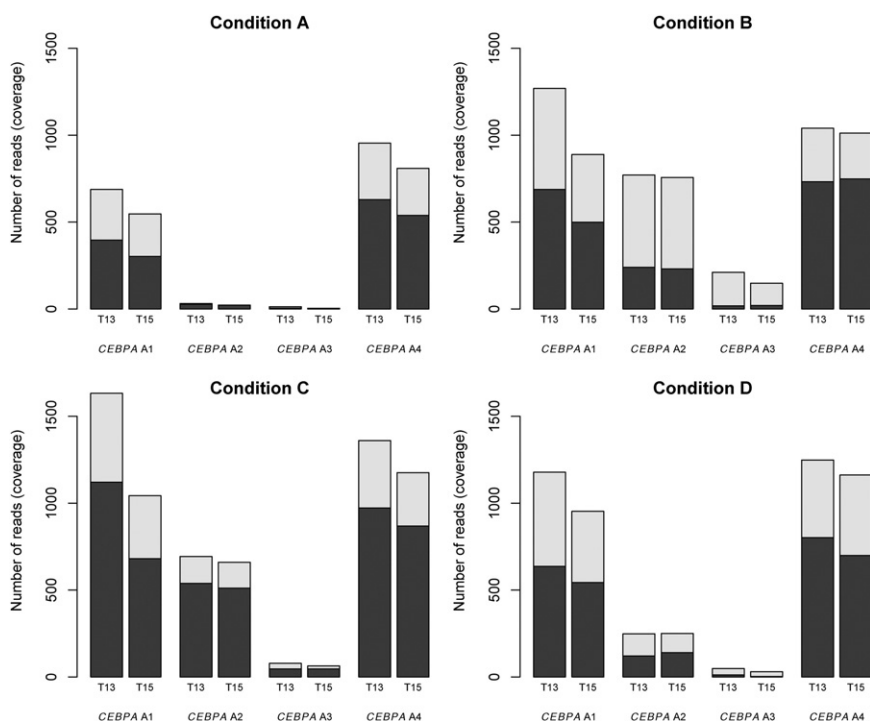 Condition A
Number of reads (coverage)
1500
1000
500
0
T13 T15 T13 T15 T13 T15 T13 T15
CEBPA A1 CEBPA A2 CEBPA A3 CEBPA A4
Condition B
Number of reads (coverage)
1500
1000
500
0
T13 T15 T13 T15 T13 T15 T13 T15
CEBPA A1 CEBPA A2 CEBPA A3 CEBPA A4
Condition C
Number of reads (coverage)
1500
1000
500
0
T13 T15 T13 T15 T13 T15 T13 T15
CEBPA A1 CEBPA A2 CEBPA A3 CEBPA A4
Condition D
Number of reads (coverage)
1500
1000
500
0
T13 T15 T13 T15 T13 T15 T13 T15
CEBPA A1 CEBPA A2 CEBPA A3 CEBPA A4